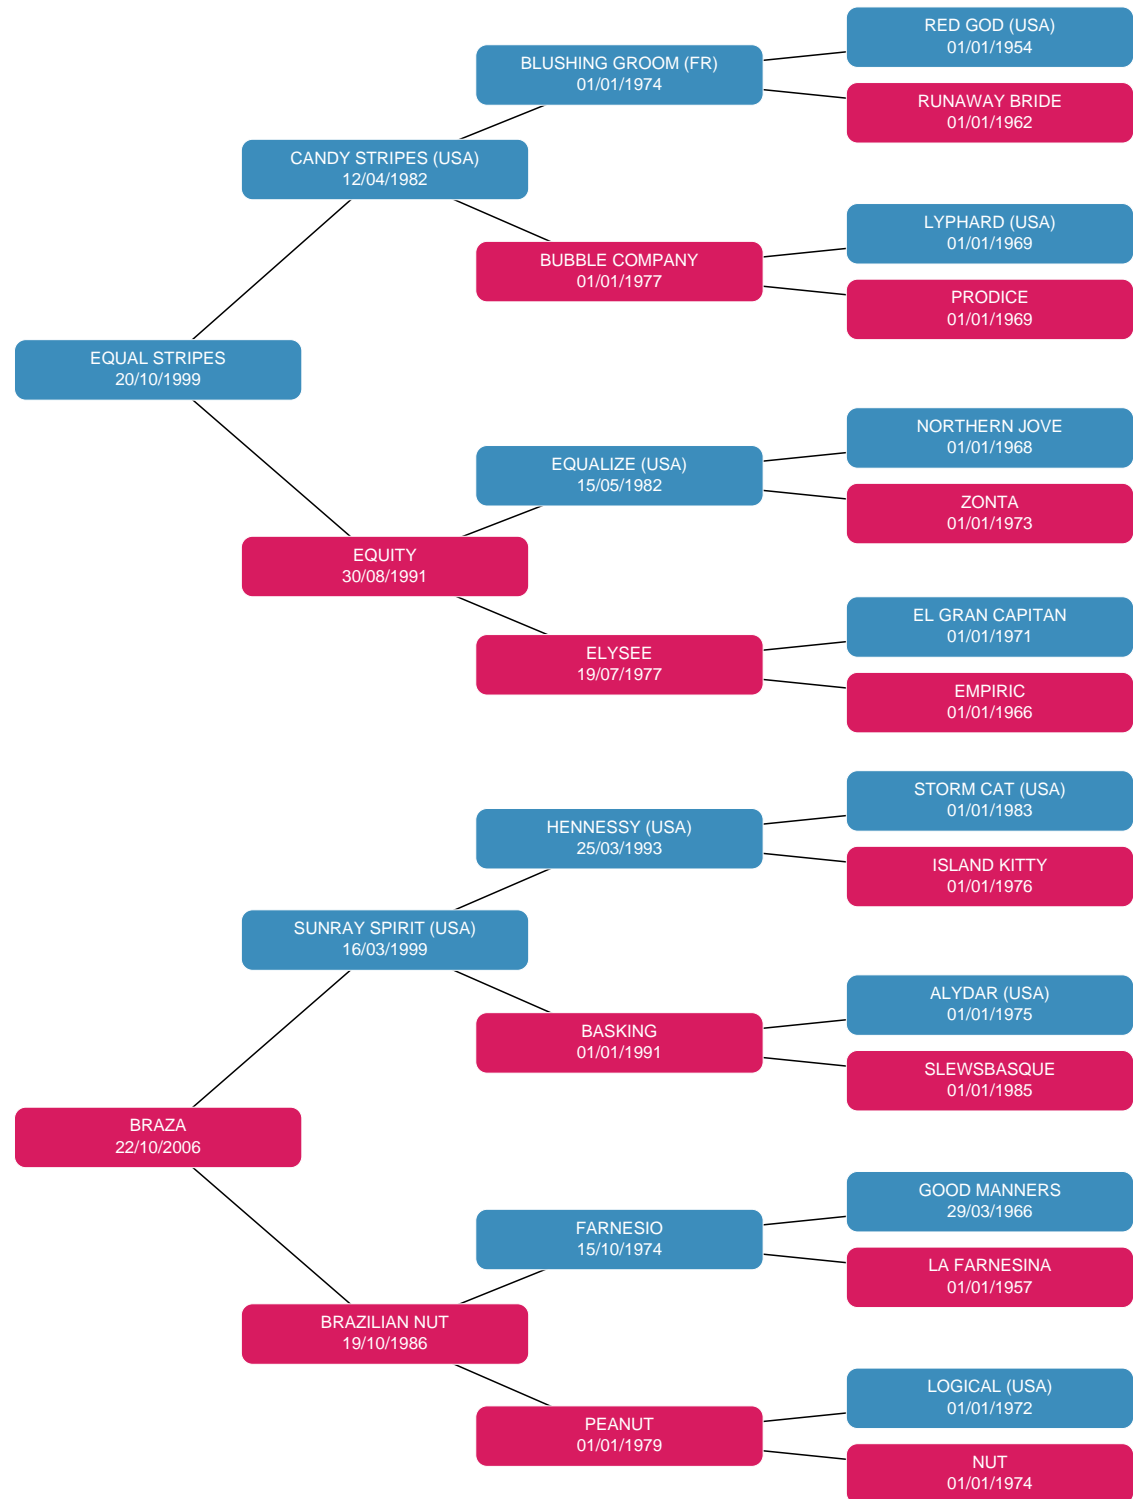 RED GOD (USA)
01/01/1954
BLUSHING GROOM (FR)
01/01/1974
RUNAWAY BRIDE
01/01/1962
CANDY STRIPES (USA)
12/04/1982
LYPHARD (USA)
01/01/1969
BUBBLE COMPANY
01/01/1977
PRODICE
01/01/1969
EQUAL STRIPES
20/10/1999
NORTHERN JOVE
01/01/1968
EQUALIZE (USA)
15/05/1982
ZONTA
01/01/1973
EQUITY
30/08/1991
EL GRAN CAPITAN
01/01/1971
ELYSEE
19/07/1977
EMPIRIC
01/01/1966
STORM CAT (USA)
01/01/1983
HENNESSY (USA)
25/03/1993
ISLAND KITTY
01/01/1976
SUNRAY SPIRIT (USA)
16/03/1999
ALYDAR (USA)
01/01/1975
BASKING
01/01/1991
SLEWSBASQUE
01/01/1985
BRAZA
22/10/2006
GOOD MANNERS
29/03/1966
FARNESIO
15/10/1974
LA FARNESINA
01/01/1957
BRAZILIAN NUT
19/10/1986
LOGICAL (USA)
01/01/1972
PEANUT
01/01/1979
NUT
01/01/1974